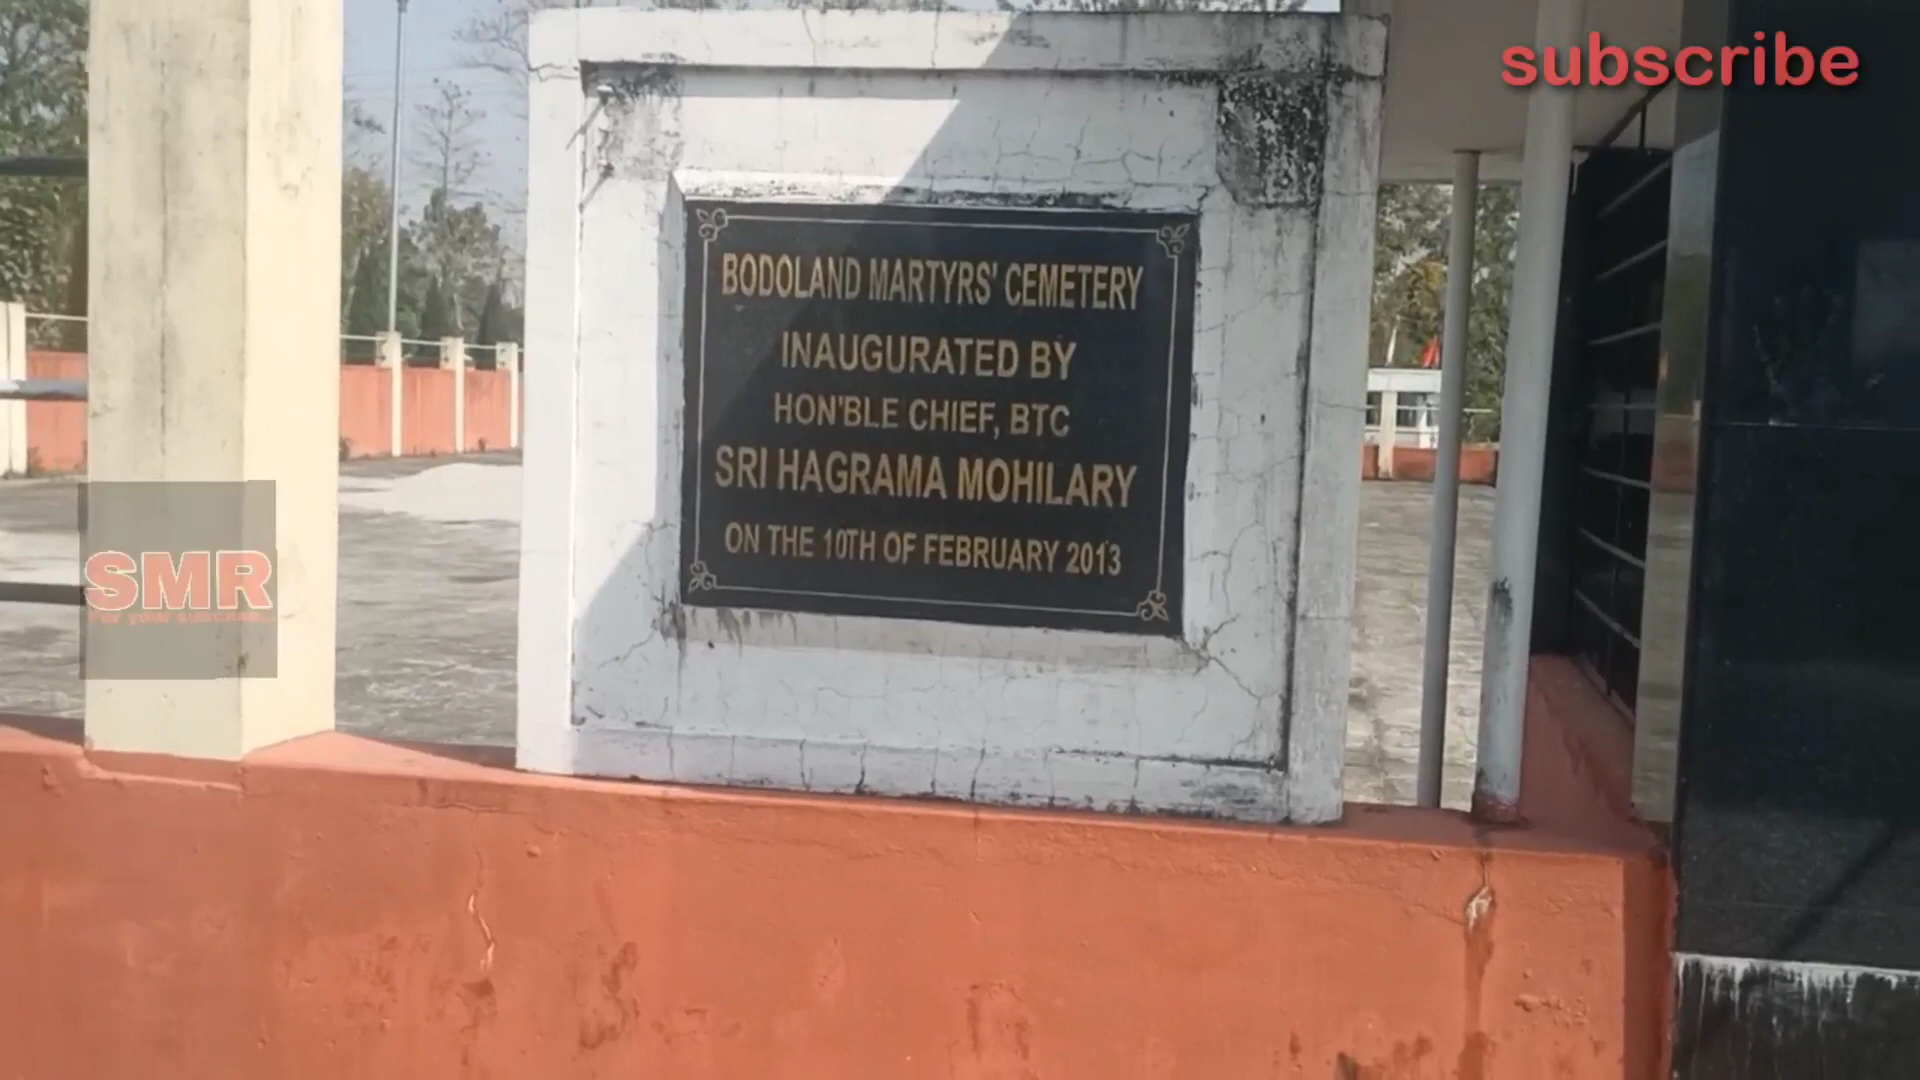 subscribe
BODOLAND MARTYRS' CEMETERY
INAUGURATED BY
HON'BLE CHIEF, BTC
SRI HAGRAMA MOHILARY
ON THE 10TH OF FEBRUARY 2013
SMR